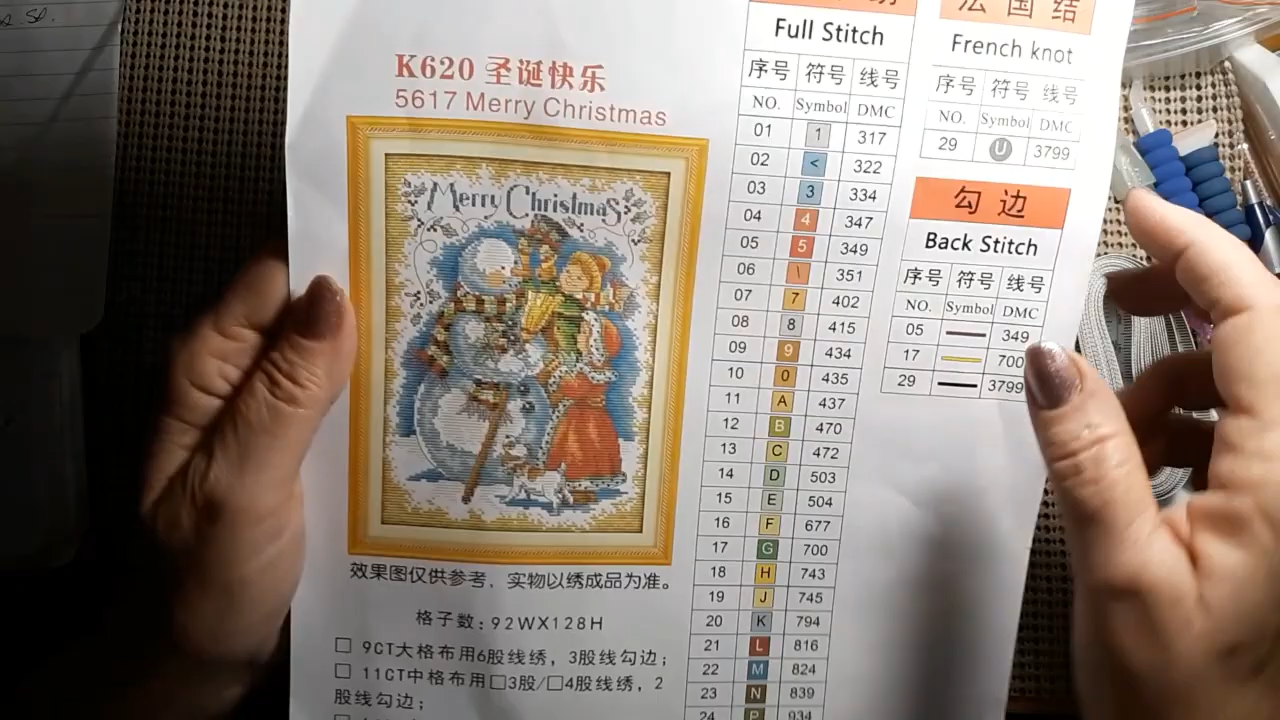 K620 圣诞快乐
5617 Merry Christmas
Merry Christmas
效果图仅供参考，实物以绣成品为准。
格子数:92WX128H
□ 9CT大格布用6股线绣，3股线勾边；
□ 11CT中格布用□3股/□4股线绣，2
股线勾边；
Full Stitch
序号 符号 线号
NO. Symbol DMC
01 1 317
02 < 322
03 3 334
04 4 347
05 5 349
06 \ 351
07 7 402
08 8 415
09 9 434
10 0 435
11 A 437
12 B 470
13 C 472
14 D 503
15 E 504
16 F 677
17 G 700
18 H 743
19 J 745
20 K 794
21 L 816
22 M 824
23 N 839
24 P 934
法国结
French knot
序号 符号 线号
NO. Symbol DMC
29 U 3799
勾边
Back Stitch
序号 符号 线号
NO. Symbol DMC
05 349
17 700
29 3799